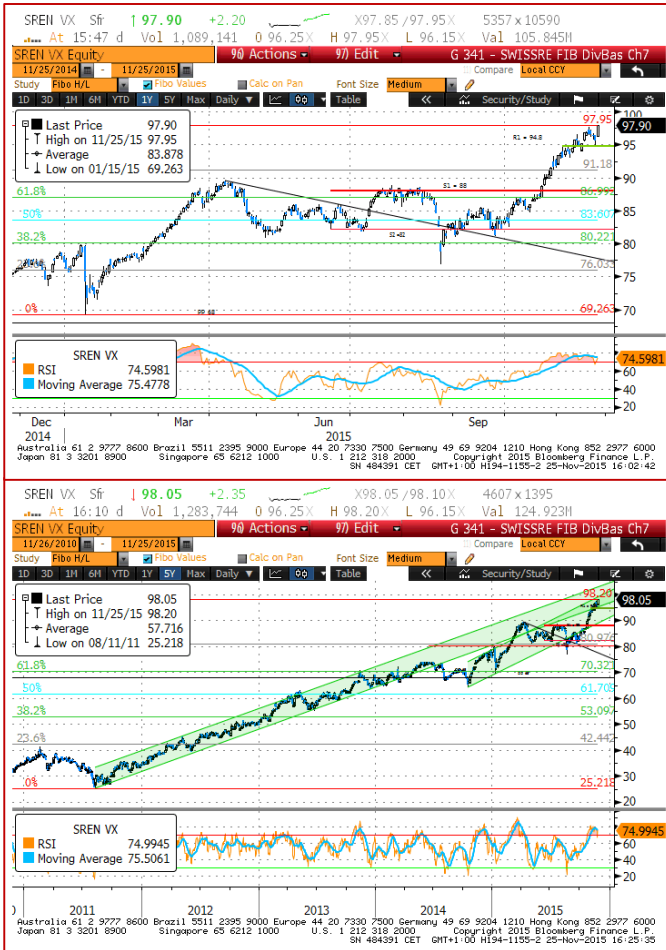 SREN VX Sfr ↑ 97.90 +2.20 X97.85 / 97.95X 5357 x 10590
At 15:47 d Vol 1,089,141 O 96.25X H 97.95X L 96.15X Val 105.845M
SREN VX Equity 96) Actions 97) Edit G 341 - SWISSRE FIB DivBas Ch7
11/25/2014 - 11/25/2015 Compare Local CCY
Study Fibo H/L Fibo Values Calc on Pan Font Size Medium
1D 3D 1M 6M YTD 1Y 5Y Max Daily ▼ Table « Security/Study
Last Price 97.90
High on 11/25/15 97.95
Average 83.878
Low on 01/15/15 69.263
100
97.95
97.90
R1 = 94.8
95
91.18
61.8%
S1 = 88
85
50%
83.607
S2 =82
38.2%
80.221
80
76.033
75
0%
69.263
70
PP 68
SREN VX
RSI 74.5981
Moving Average 75.4778
74.5981
60
40
20
Dec Mar Jun Sep
2014 2015
Australia 61 2 9777 8600 Brazil 5511 2395 9000 Europe 44 20 7330 7500 Germany 49 69 9204 1210 Hong Kong 852 2977 6000
Japan 81 3 3201 8900 Singapore 65 6212 1000 U.S. 1 212 318 2000 Copyright 2015 Bloomberg Finance L.P.
SN 484391 CET GMT+1:00 H194-1155-2 25-Nov-2015 16:02:42
SREN VX Sfr ↓ 98.05 +2.35 X98.05 / 98.10X 4607 x 1395
At 16:10 d Vol 1,283,744 O 96.25X H 98.20X L 96.15X Val 124.923M
SREN VX Equity 96) Actions 97) Edit G 341 - SWISSRE FIB DivBas Ch7
11/26/2010 - 11/25/2015 Compare Local CCY
Study Fibo H/L Fibo Values Calc on Pan Font Size Medium
1D 3D 1M 6M YTD 1Y 5Y Max Daily ▼ Table « Security/Study
Last Price 98.05
High on 11/25/15 98.20
Average 57.716
Low on 08/11/11 25.218
98.20
98.05
90
80
61.8%
70.321
70
50%
61.709
60
38.2%
53.097
50
23.6%
42.442
40
30
0%
25.218
20
SREN VX
RSI 74.9945
Moving Average 75.5061
74.9945
60
40
20
2011 2012 2013 2014 2015
Australia 61 2 9777 8600 Brazil 5511 2395 9000 Europe 44 20 7330 7500 Germany 49 69 9204 1210 Hong Kong 852 2977 6000
Japan 81 3 3201 8900 Singapore 65 6212 1000 U.S. 1 212 318 2000 Copyright 2015 Bloomberg Finance L.P.
SN 484391 CET GMT+1:00 H194-1155-2 25-Nov-2015 16:25:35